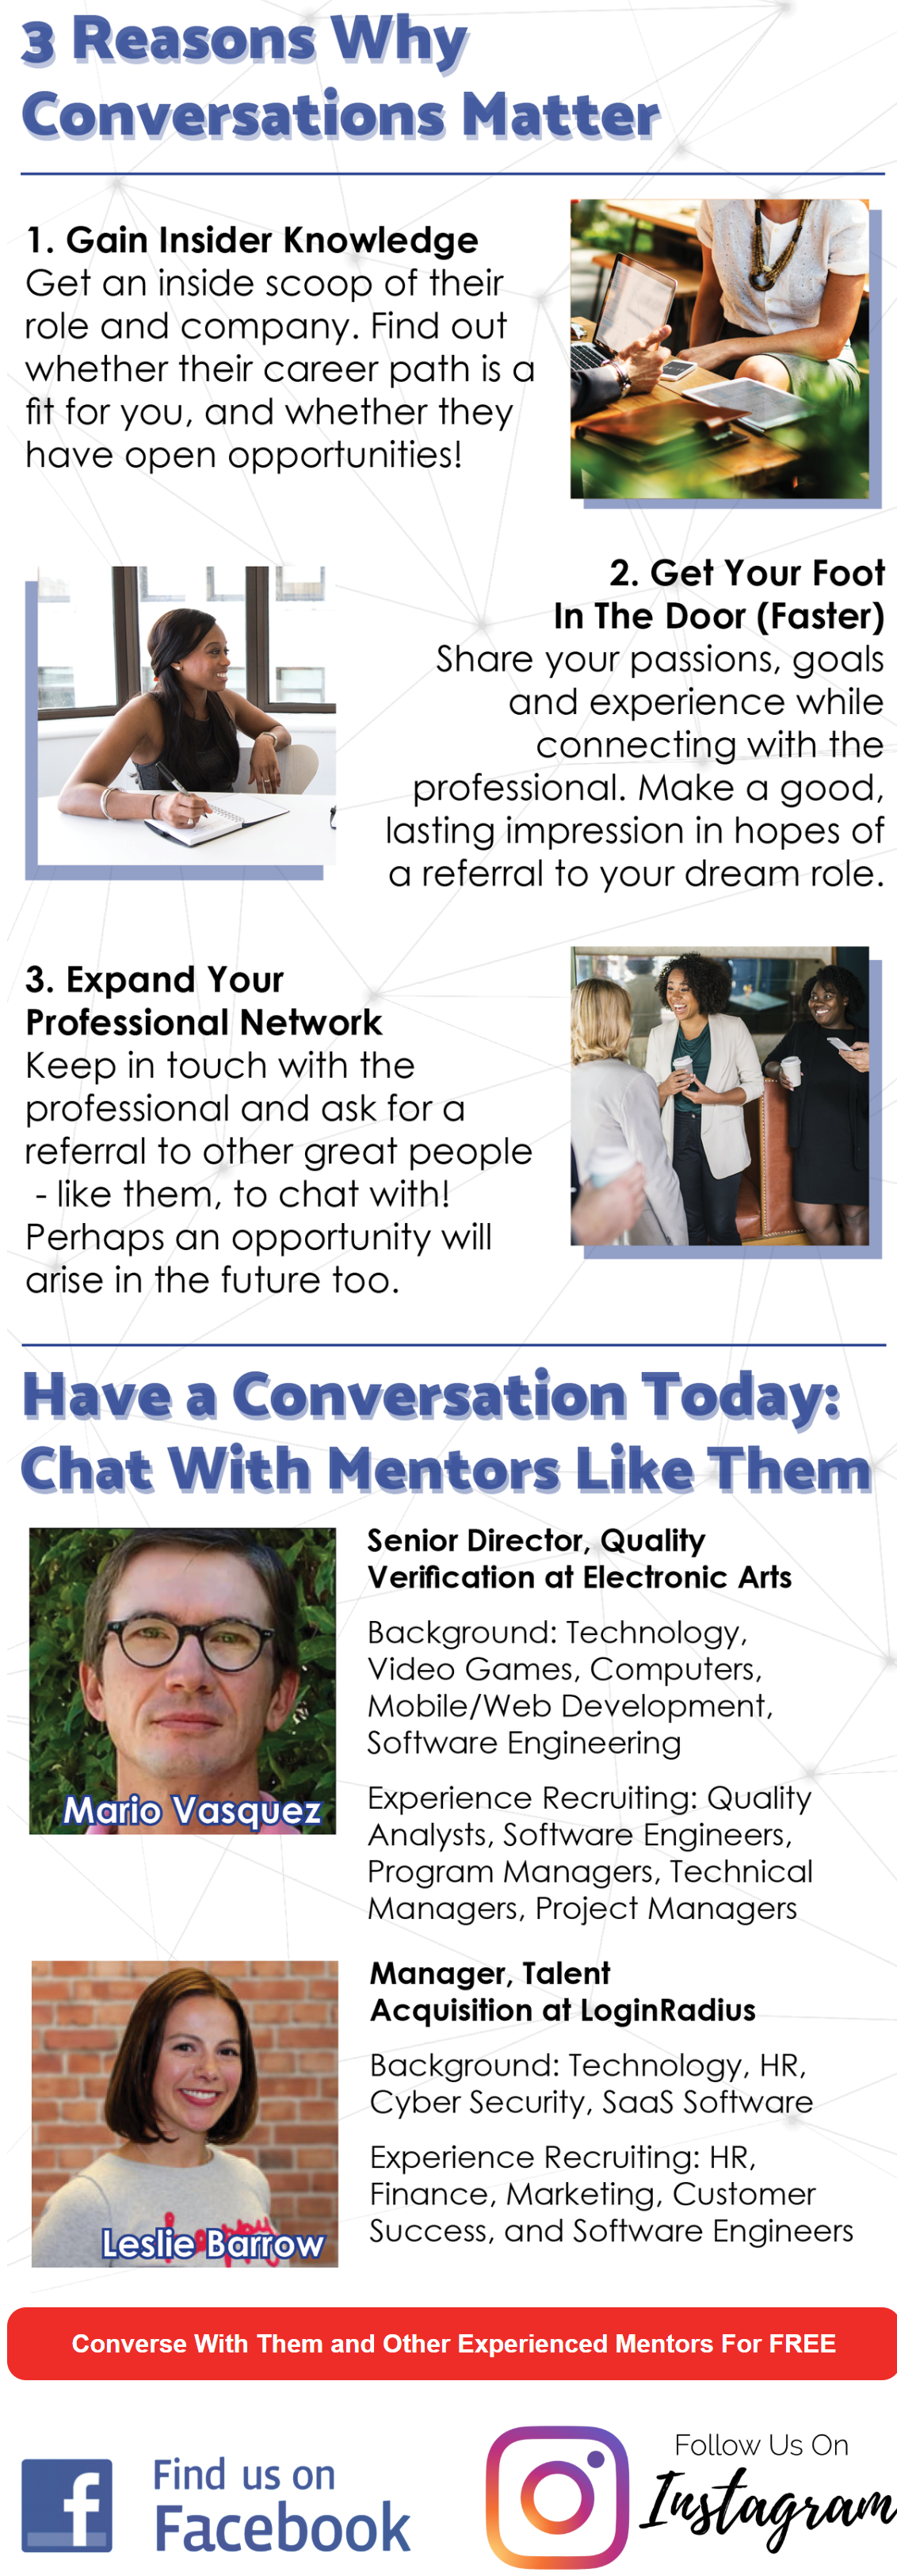 3 Reasons Why
Conversations Matter
1. Gain Insider Knowledge
Get an inside scoop of their
role and company. Find out
whether their career path is a
fit for you, and whether they
have open opportunities!
2. Get Your Foot
In The Door (Faster)
Share your passions, goals
and experience while
connecting with the
professional. Make a good,
lasting impression in hopes of
a referral to your dream role.
3. Expand Your
Professional Network
Keep in touch with the
professional and ask for a
referral to other great people
- like them, to chat with!
Perhaps an opportunity will
arise in the future too.
Have a Conversation Today:
Chat With Mentors Like Them
Senior Director, Quality
Verification at Electronic Arts
Background: Technology,
Video Games, Computers,
Mobile/Web Development,
Software Engineering
Experience Recruiting: Quality
Analysts, Software Engineers,
Program Managers, Technical
Managers, Project Managers
Mario Vasquez
Manager, Talent
Acquisition at LoginRadius
Background: Technology, HR,
Cyber Security, SaaS Software
Experience Recruiting: HR,
Finance, Marketing, Customer
Success, and Software Engineers
Leslie Barrow
Converse With Them and Other Experienced Mentors For FREE
f
Find us on
Facebook
Follow Us On
Instagram